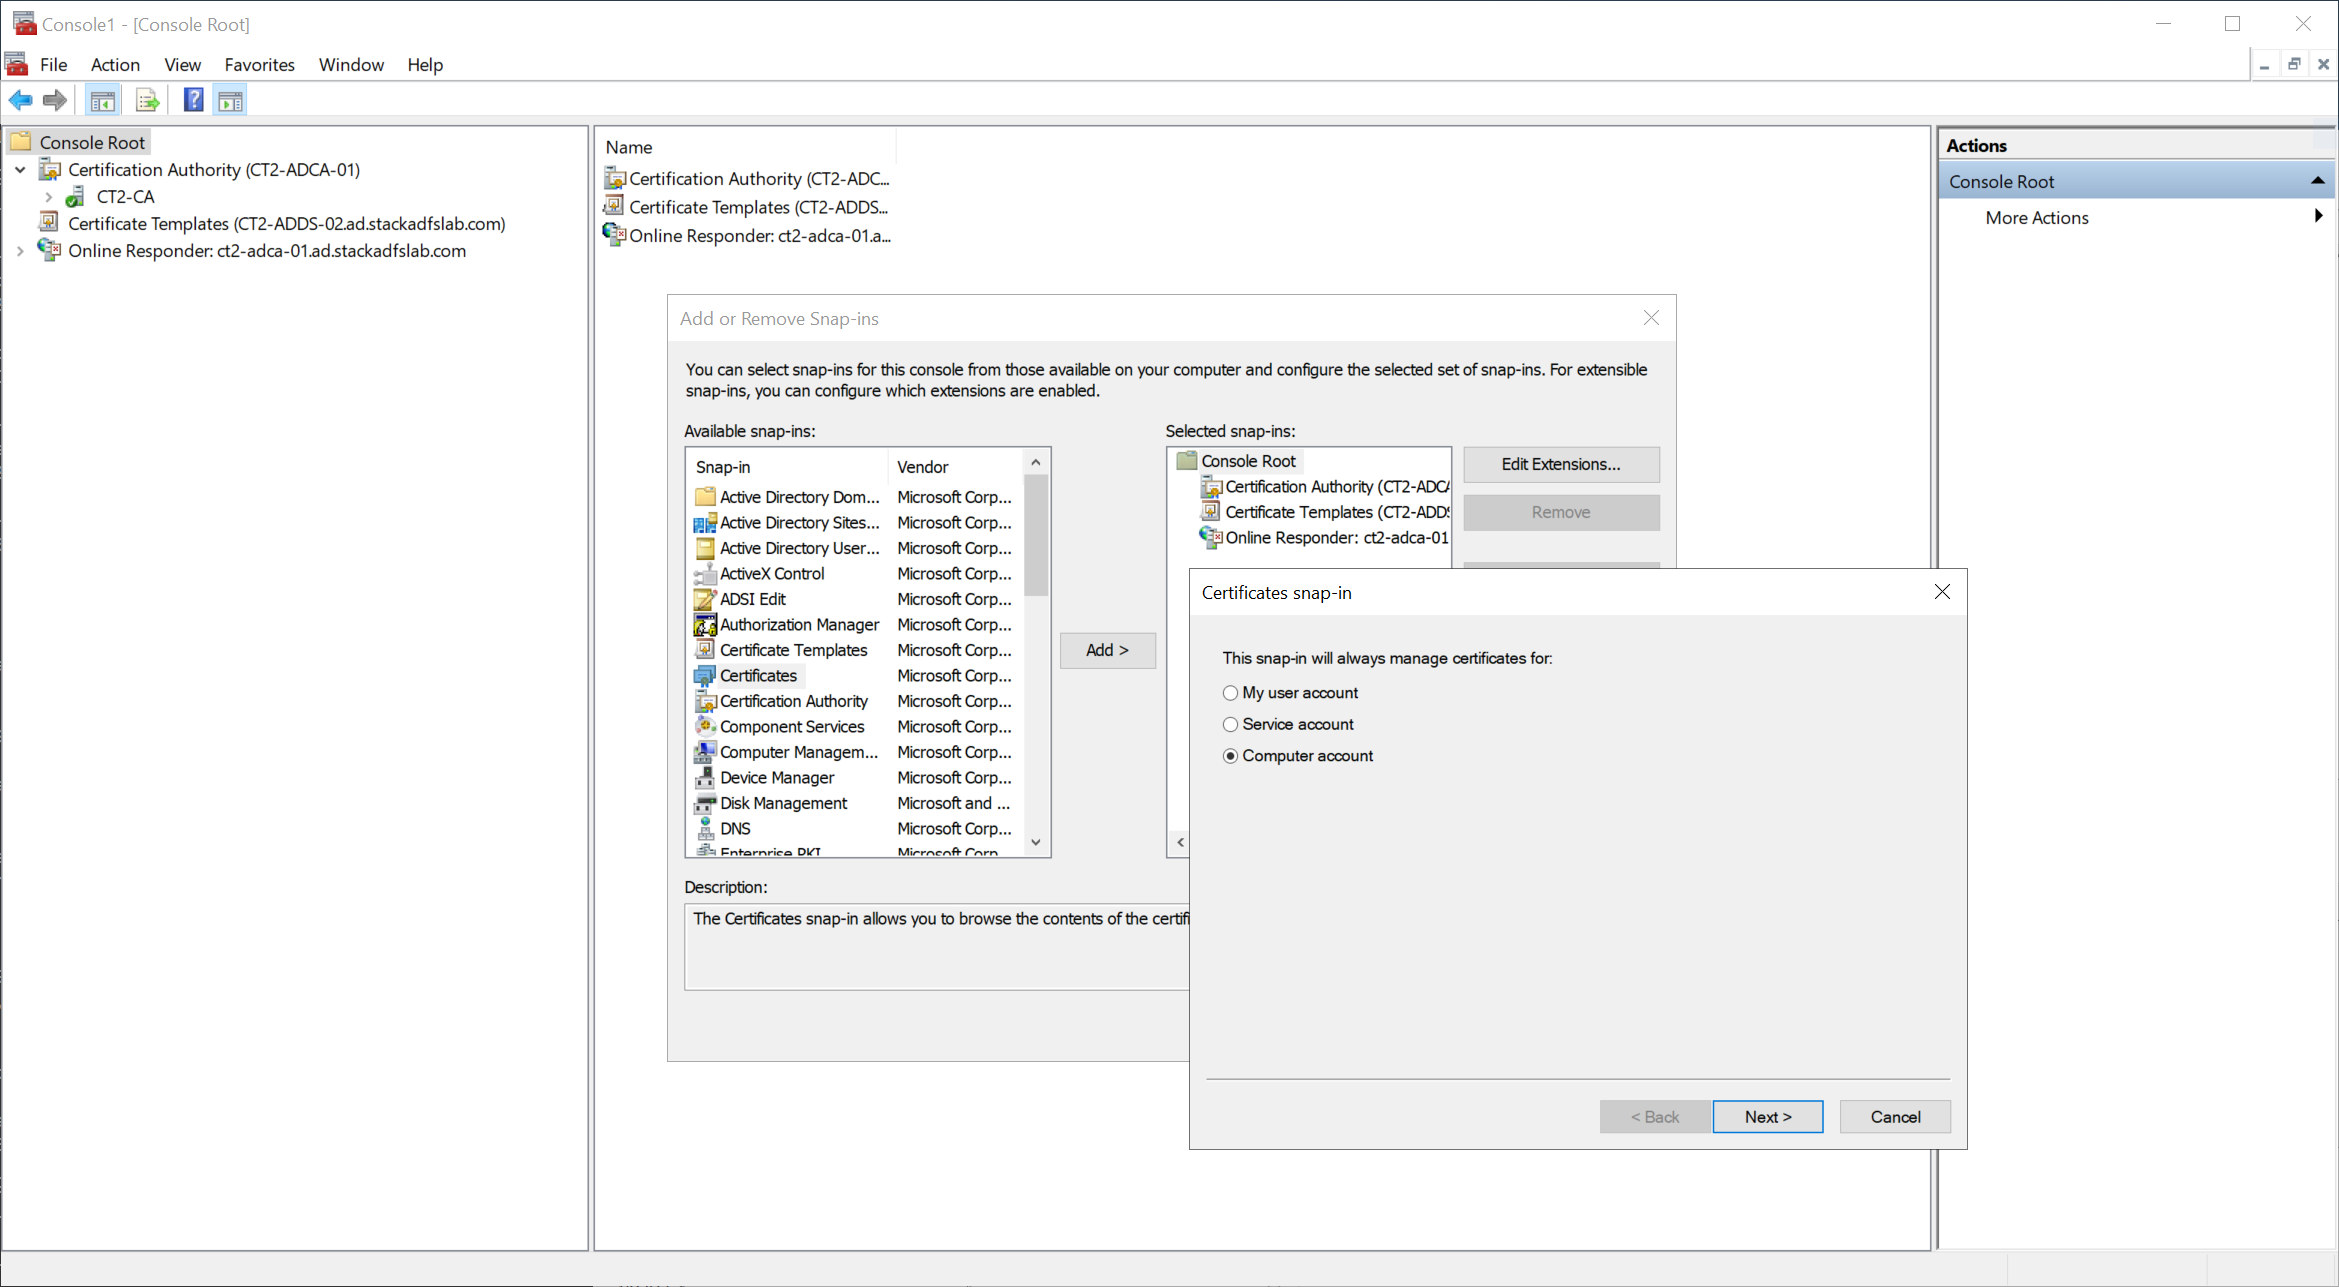 Console1 - [Console Root]
File Action View Favorites Window Help
Console Root
Certification Authority (CT2-ADCA-01)
CT2-CA
Certificate Templates (CT2-ADDS-02.ad.stackadfslab.com)
Online Responder: ct2-adca-01.ad.stackadfslab.com
Name
Certification Authority (CT2-ADC...
Certificate Templates (CT2-ADDS...
Online Responder: ct2-adca-01.a...
Actions
Console Root
More Actions
Add or Remove Snap-ins
You can select snap-ins for this console from those available on your computer and configure the selected set of snap-ins. For extensible
snap-ins, you can configure which extensions are enabled.
Available snap-ins:
Snap-in Vendor
Active Directory Dom... Microsoft Corp...
Active Directory Sites... Microsoft Corp...
Active Directory User... Microsoft Corp...
ActiveX Control Microsoft Corp...
ADSI Edit Microsoft Corp...
Authorization Manager Microsoft Corp...
Certificate Templates Microsoft Corp...
Certificates Microsoft Corp...
Certification Authority Microsoft Corp...
Component Services Microsoft Corp...
Computer Managem... Microsoft Corp...
Device Manager Microsoft Corp...
Disk Management Microsoft and ...
DNS Microsoft Corp...
Enterprise PKI Microsoft Corp...
Add >
Selected snap-ins:
Console Root
Certification Authority (CT2-ADCA
Certificate Templates (CT2-ADDS
Online Responder: ct2-adca-01
Edit Extensions...
Remove
Description:
The Certificates snap-in allows you to browse the contents of the certifi
Certificates snap-in
This snap-in will always manage certificates for:
My user account
Service account
Computer account
< Back
Next >
Cancel